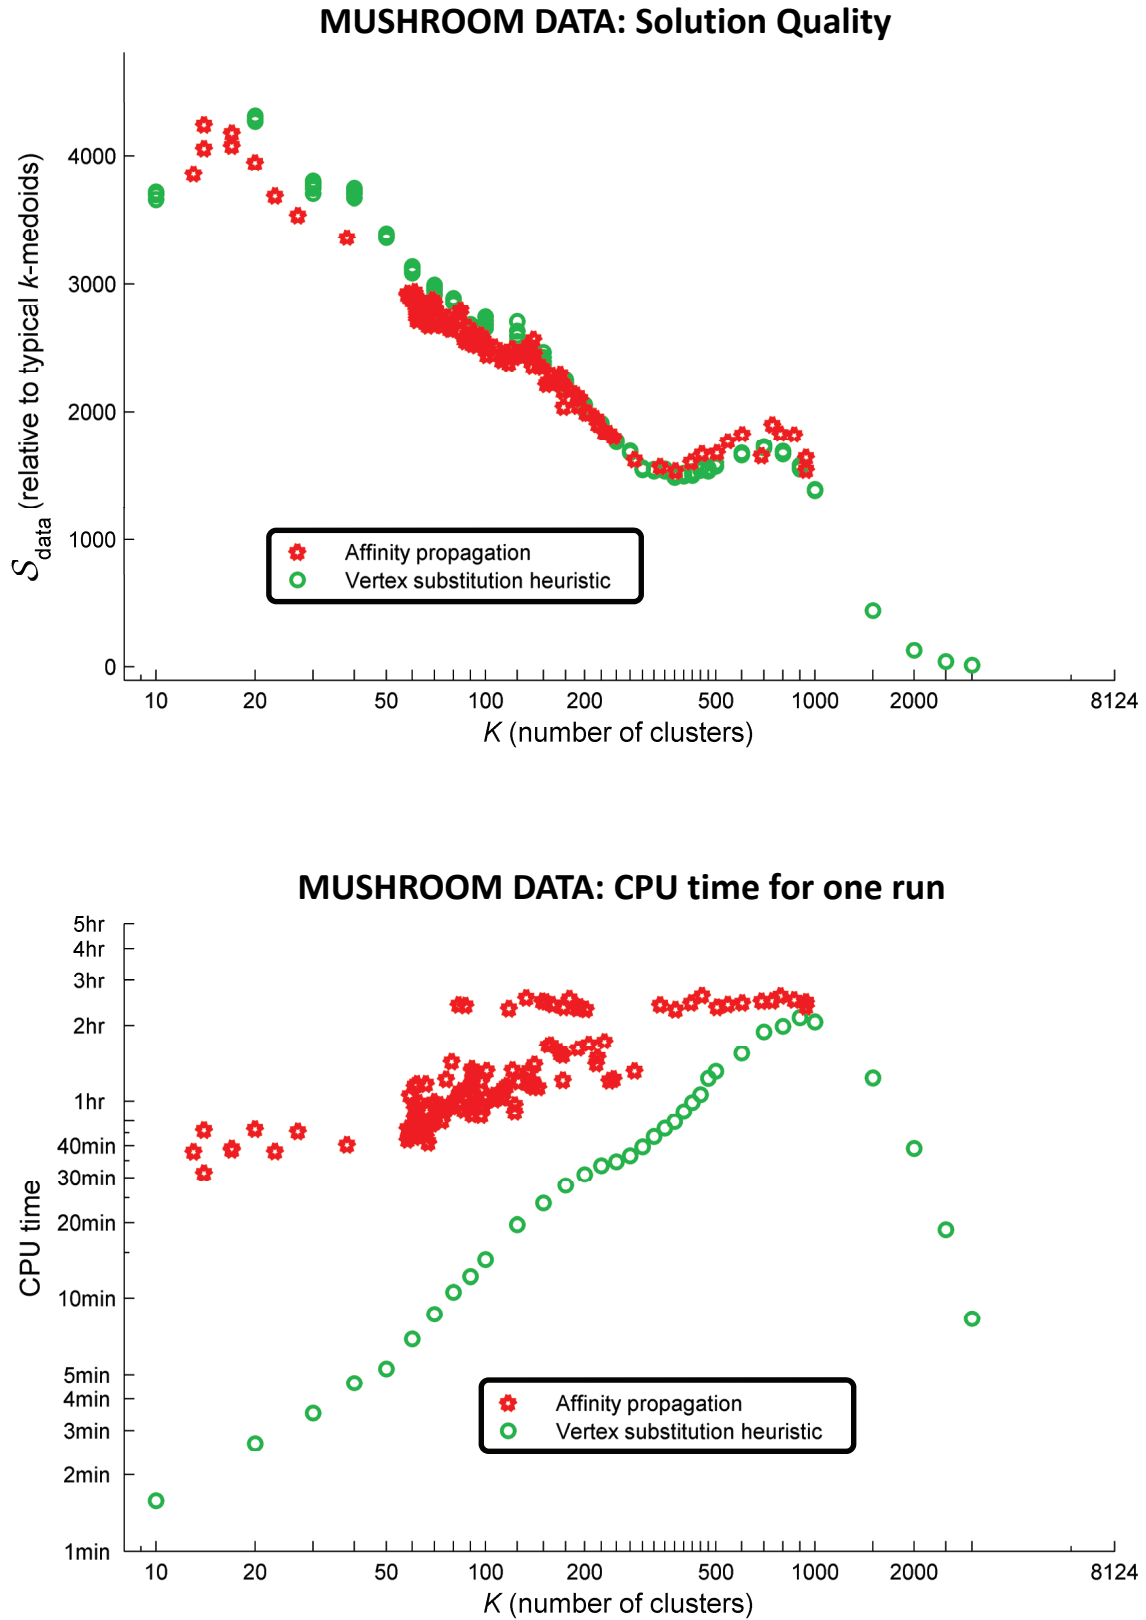 MUSHROOM DATA: Solution Quality
4000
3000
2000
1000
0
𝒮data (relative to typical k-medoids)
Affinity propagation
Vertex substitution heuristic
10 20 50 100 200 500 1000 2000 8124
K (number of clusters)
MUSHROOM DATA: CPU time for one run
5hr
4hr
3hr
2hr
1hr
40min
30min
20min
10min
5min
4min
3min
2min
1min
CPU time
Affinity propagation
Vertex substitution heuristic
10 20 50 100 200 500 1000 2000 8124
K (number of clusters)